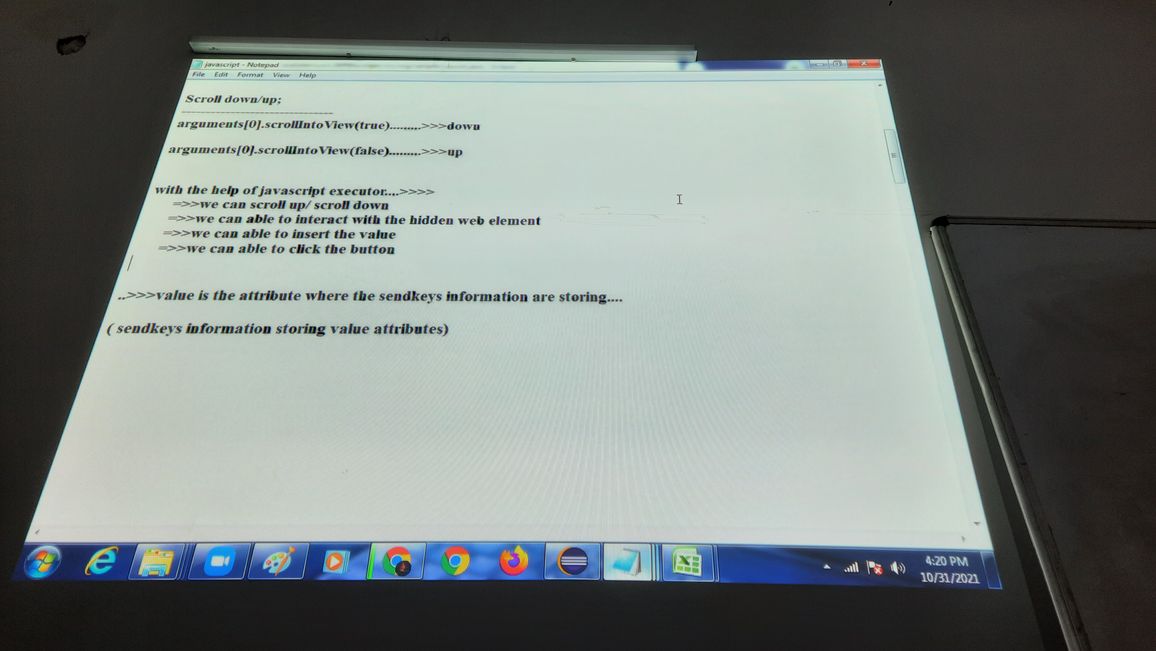 javascript - Notepad
File Edit Format View Help
Scroll down/up;
------------------------------
arguments[0].scrollIntoView(true).........>>>down
arguments[0].scrollIntoView(false).........>>>up
with the help of javascript executor....>>>>
=>>we can scroll up/ scroll down
=>>we can able to interact with the hidden web element
=>>we can able to insert the value
=>>we can able to click the button
..>>>value is the attribute where the sendkeys information are storing....
( sendkeys information storing value attributes)
4:20 PM
10/31/2021